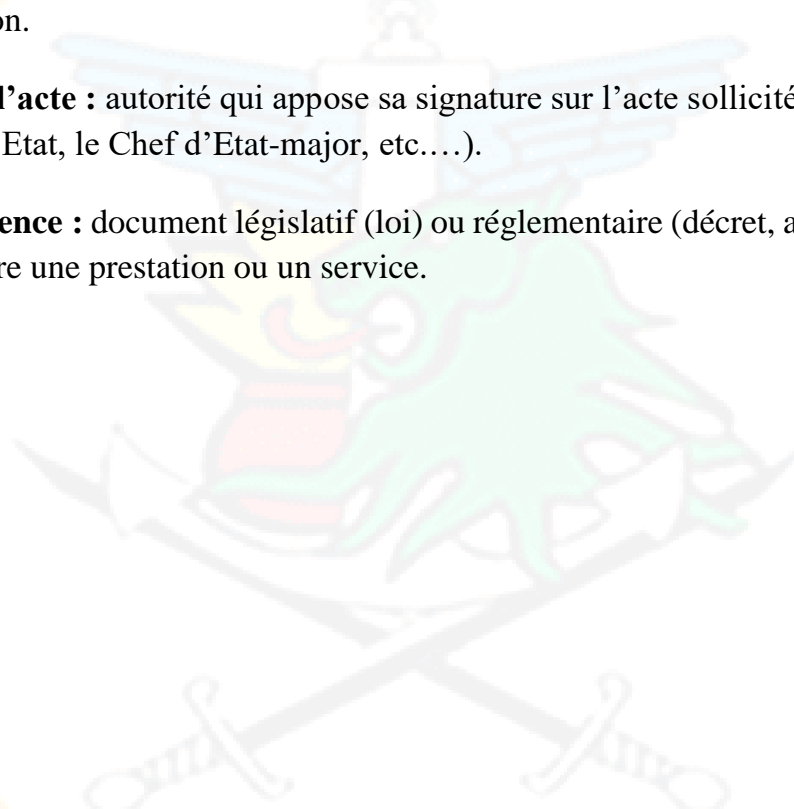 on.
l’acte : autorité qui appose sa signature sur l’acte sollicité
Etat, le Chef d’Etat-major, etc.…).
ence : document législatif (loi) ou réglementaire (décret, a
re une prestation ou un service.